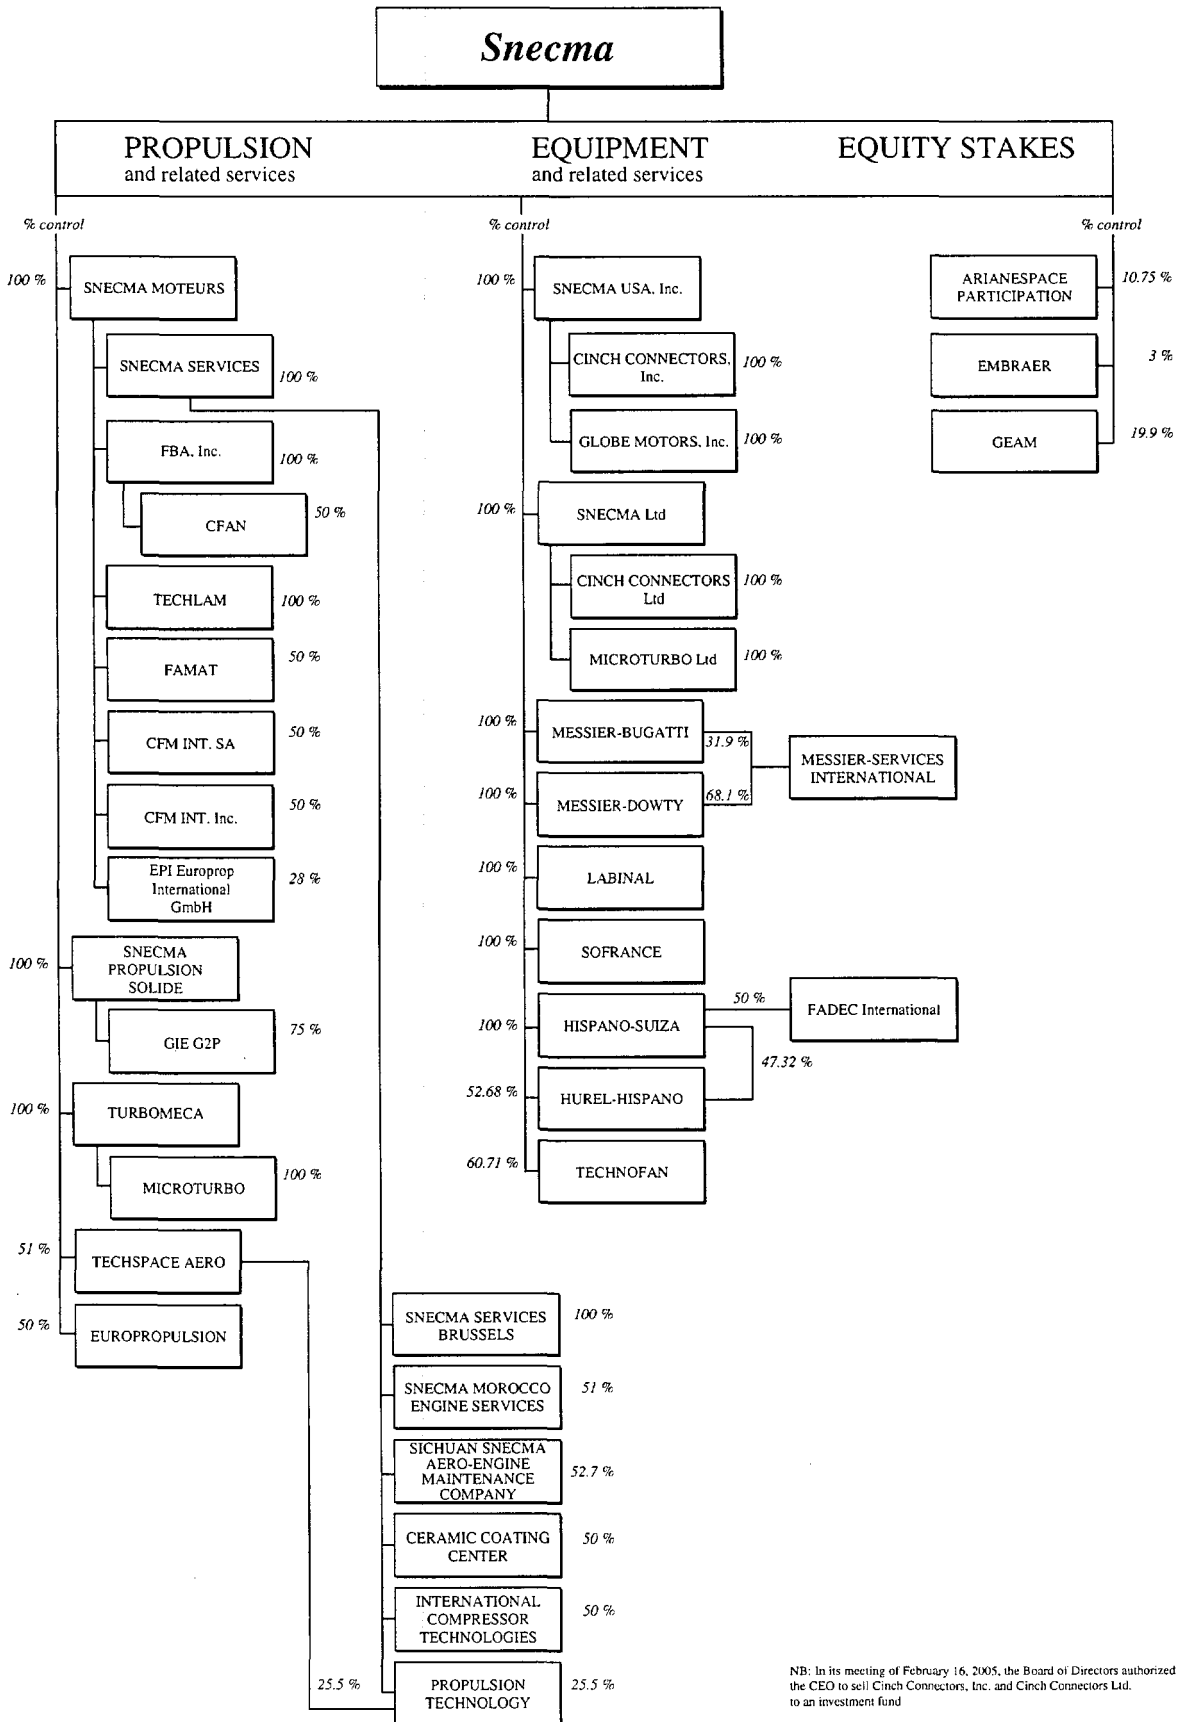 Snecma
PROPULSION
and related services
EQUIPMENT
and related services
EQUITY STAKES
% control
% control
% control
100 %
SNECMA MOTEURS
SNECMA SERVICES
100 %
FBA, Inc.
100 %
CFAN
50 %
TECHLAM
100 %
FAMAT
50 %
CFM INT. SA
50 %
CFM INT. Inc.
50 %
EPI Europrop
International
GmbH
28 %
100 %
SNECMA
PROPULSION
SOLIDE
GIE G2P
75 %
100 %
TURBOMECA
MICROTURBO
100 %
51 %
TECHSPACE AERO
50 %
EUROPROPULSION
SNECMA SERVICES
BRUSSELS
100 %
SNECMA MOROCCO
ENGINE SERVICES
51 %
SICHUAN SNECMA
AERO-ENGINE
MAINTENANCE
COMPANY
52.7 %
CERAMIC COATING
CENTER
50 %
INTERNATIONAL
COMPRESSOR
TECHNOLOGIES
50 %
25.5 %
PROPULSION
TECHNOLOGY
25.5 %
100 %
SNECMA USA, Inc.
CINCH CONNECTORS,
Inc.
100 %
GLOBE MOTORS, Inc.
100 %
100 %
SNECMA Ltd
CINCH CONNECTORS
Ltd
100 %
MICROTURBO Ltd
100 %
100 %
MESSIER-BUGATTI
31.9 %
MESSIER-SERVICES
INTERNATIONAL
100 %
MESSIER-DOWTY
68.1 %
100 %
LABINAL
100 %
SOFRANCE
100 %
HISPANO-SUIZA
50 %
FADEC International
47.32 %
52.68 %
HUREL-HISPANO
60.71 %
TECHNOFAN
ARIANESPACE
PARTICIPATION
10.75 %
EMBRAER
3 %
GEAM
19.9 %
NB: In its meeting of February 16, 2005, the Board of Directors authorized
the CEO to sell Cinch Connectors, Inc. and Cinch Connectors Ltd.
to an investment fund